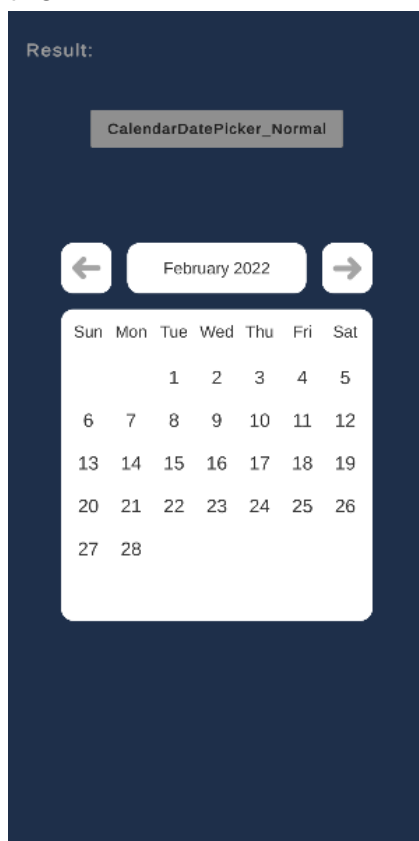 Result:
CalendarDatePicker_Normal
February 2022
Sun Mon Tue Wed Thu Fri Sat
1 2 3 4 5
6 7 8 9 10 11 12
13 14 15 16 17 18 19
20 21 22 23 24 25 26
27 28